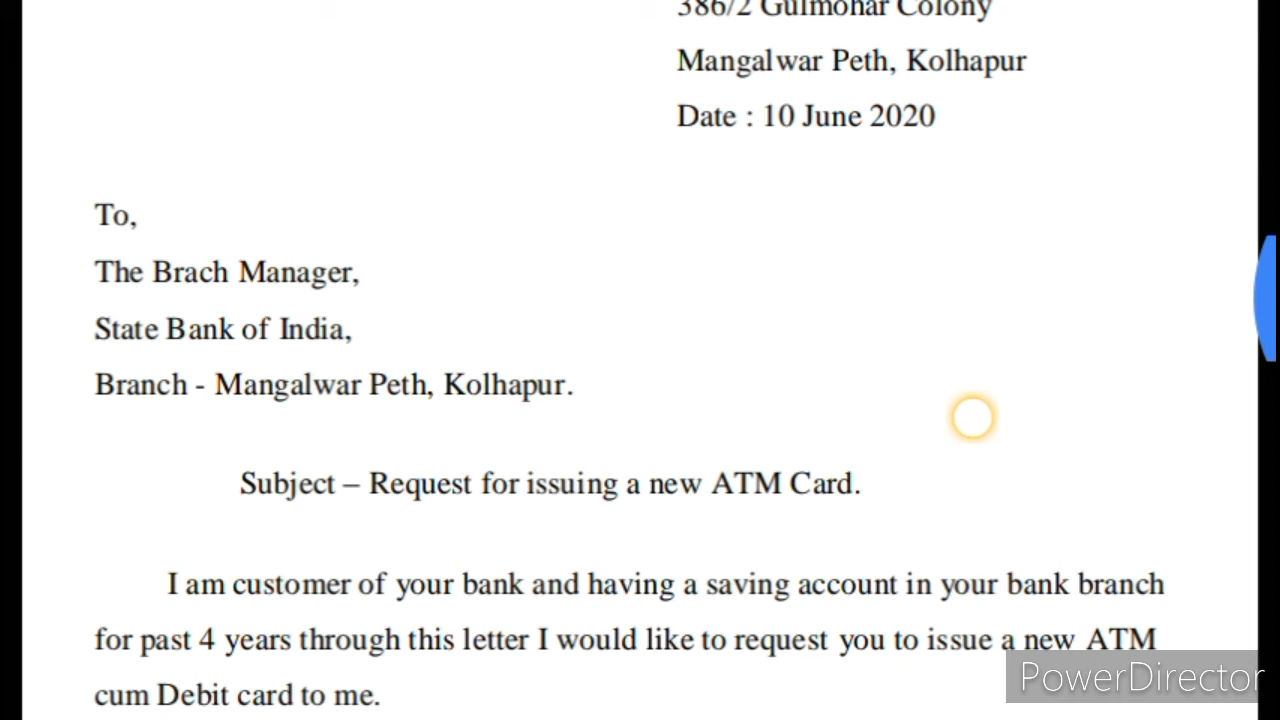 386/2 Gulmohar Colony
Mangalwar Peth, Kolhapur
Date : 10 June 2020
To,
The Brach Manager,
State Bank of India,
Branch - Mangalwar Peth, Kolhapur.
Subject – Request for issuing a new ATM Card.
I am customer of your bank and having a saving account in your bank branch
for past 4 years through this letter I would like to request you to issue a new ATM
cum Debit card to me.
PowerDirector